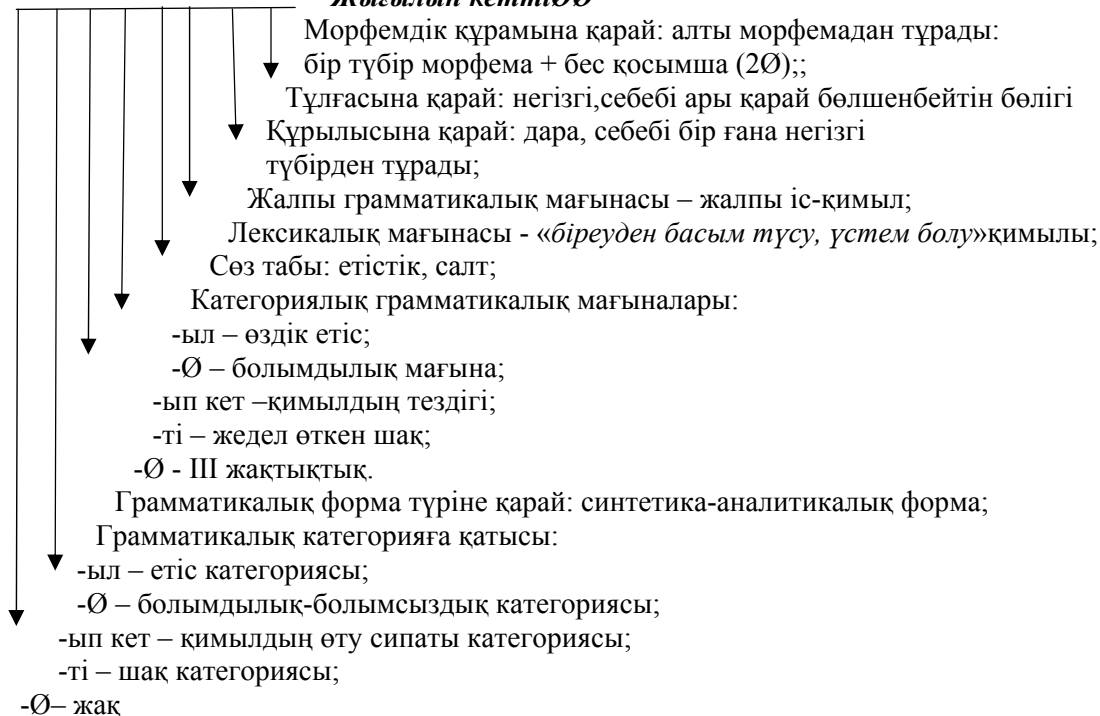 Жығылып кеттіØØ
Морфемдік құрамына қарай: алты морфемадан тұрады:
бір түбір морфема + бес қосымша (2Ø);;
Тұлғасына қарай: негізгі,себебі ары қарай бөлшенбейтін бөлігі
Құрылысына қарай: дара, себебі бір ғана негізгі
түбірден тұрады;
Жалпы грамматикалық мағынасы – жалпы іс-қимыл;
Лексикалық мағынасы - «біреуден басым түсу, үстем болу»қимылы;
Сөз табы: етістік, салт;
Категориялық грамматикалық мағыналары:
-ыл – өздік етіс;
-Ø – болымдылық мағына;
-ып кет –қимылдың тездігі;
-ті – жедел өткен шақ;
-Ø - III жақтықтық.
Грамматикалық форма түріне қарай: синтетика-аналитикалық форма;
Грамматикалық категорияға қатысы:
-ыл – етіс категориясы;
-Ø – болымдылық-болымсыздық категориясы;
-ып кет – қимылдың өту сипаты категориясы;
-ті – шақ категориясы;
-Ø– жақ